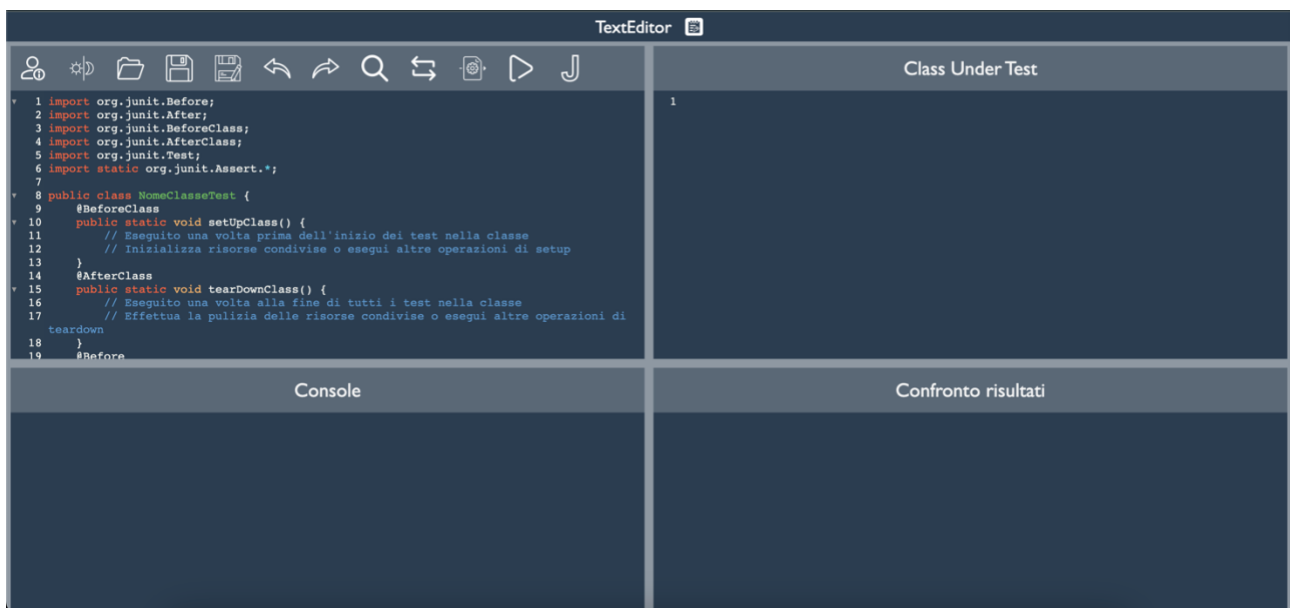 TextEditor
Class Under Test
1 import org.junit.Before;
2 import org.junit.After;
3 import org.junit.BeforeClass;
4 import org.junit.AfterClass;
5 import org.junit.Test;
6 import static org.junit.Assert.*;
7
8 public class NomeClasseTest {
9 @BeforeClass
10 public static void setUpClass() {
11 // Eseguito una volta prima dell'inizio dei test nella classe
12 // Inizializza risorse condivise o esegui altre operazioni di setup
13 }
14 @AfterClass
15 public static void tearDownClass() {
16 // Eseguito una volta alla fine di tutti i test nella classe
17 // Effettua la pulizia delle risorse condivise o esegui altre operazioni di
teardown
18 }
19 @Before
1
Console
Confronto risultati